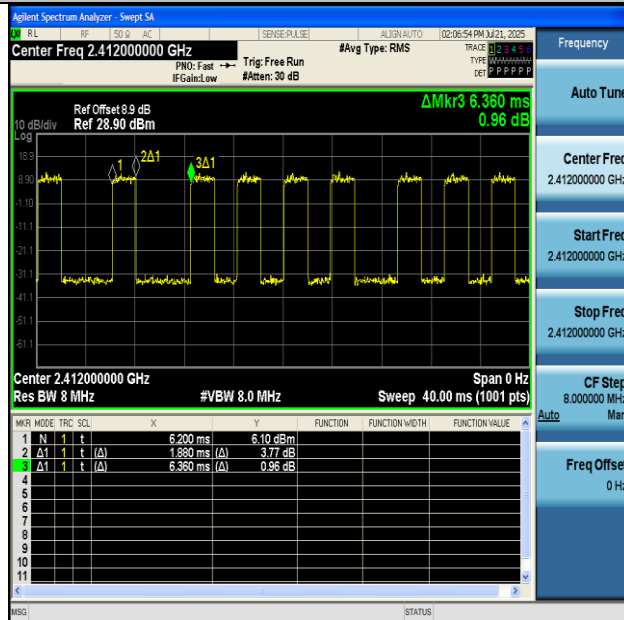 Agilent Spectrum Analyzer - Swept SA
RL RF 50 Ω AC SENSE:PULSE ALIGN AUTO 02:06:54 PM Jul 21, 2025
Center Freq 2.412000000 GHz #Avg Type: RMS TRACE 1 2 3 4 5 6
PNO: Fast Trig: Free Run TYPE
IFGain:Low #Atten: 30 dB DET P P P P P P
Frequency
Auto Tune
Center Freq
2.412000000 GHz
Start Freq
2.412000000 GHz
Stop Freq
2.412000000 GHz
CF Step
8.000000 MHz
Auto Man
Freq Offset
0 Hz
ΔMkr3 6.360 ms
0.96 dB
Ref Offset 8.9 dB
10 dB/div Ref 28.90 dBm
Log
18.9
8.90
-1.10
-11.1
-21.1
-31.1
-41.1
-51.1
-61.1
1 2Δ1 3Δ1
Center 2.412000000 GHz Span 0 Hz
Res BW 8 MHz #VBW 8.0 MHz Sweep 40.00 ms (1001 pts)
MKR MODE TRC SCL X Y FUNCTION FUNCTION WIDTH FUNCTION VALUE
1 N 1 t 6.200 ms 6.10 dBm
2 Δ1 1 t (Δ) 1.880 ms (Δ) 3.77 dB
3 Δ1 1 t (Δ) 6.360 ms (Δ) 0.96 dB
4
5
6
7
8
9
10
11
MSG STATUS